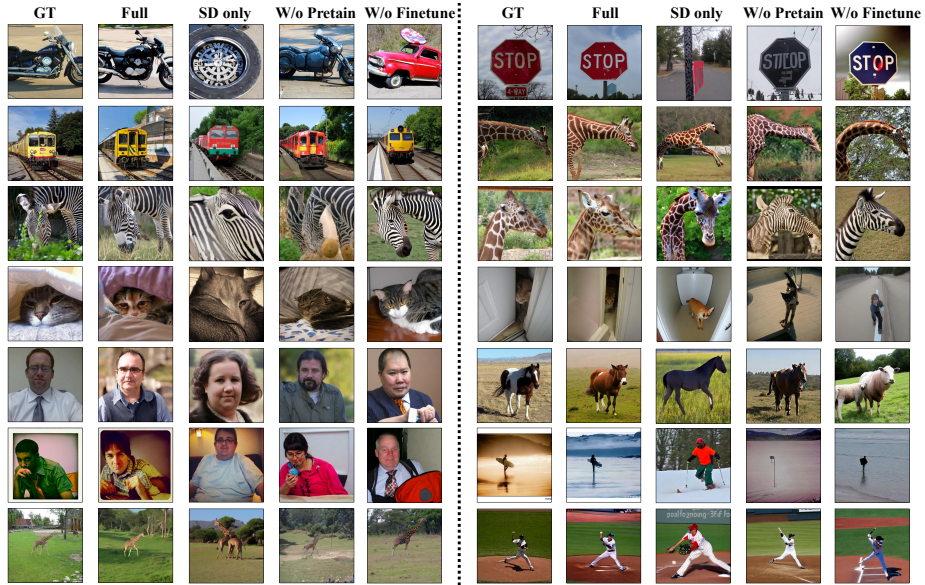 GT Full SD only W/o Pretain W/o Finetune GT Full SD only W/o Pretain W/o Finetune
STOP STOP STOP
4-WAY